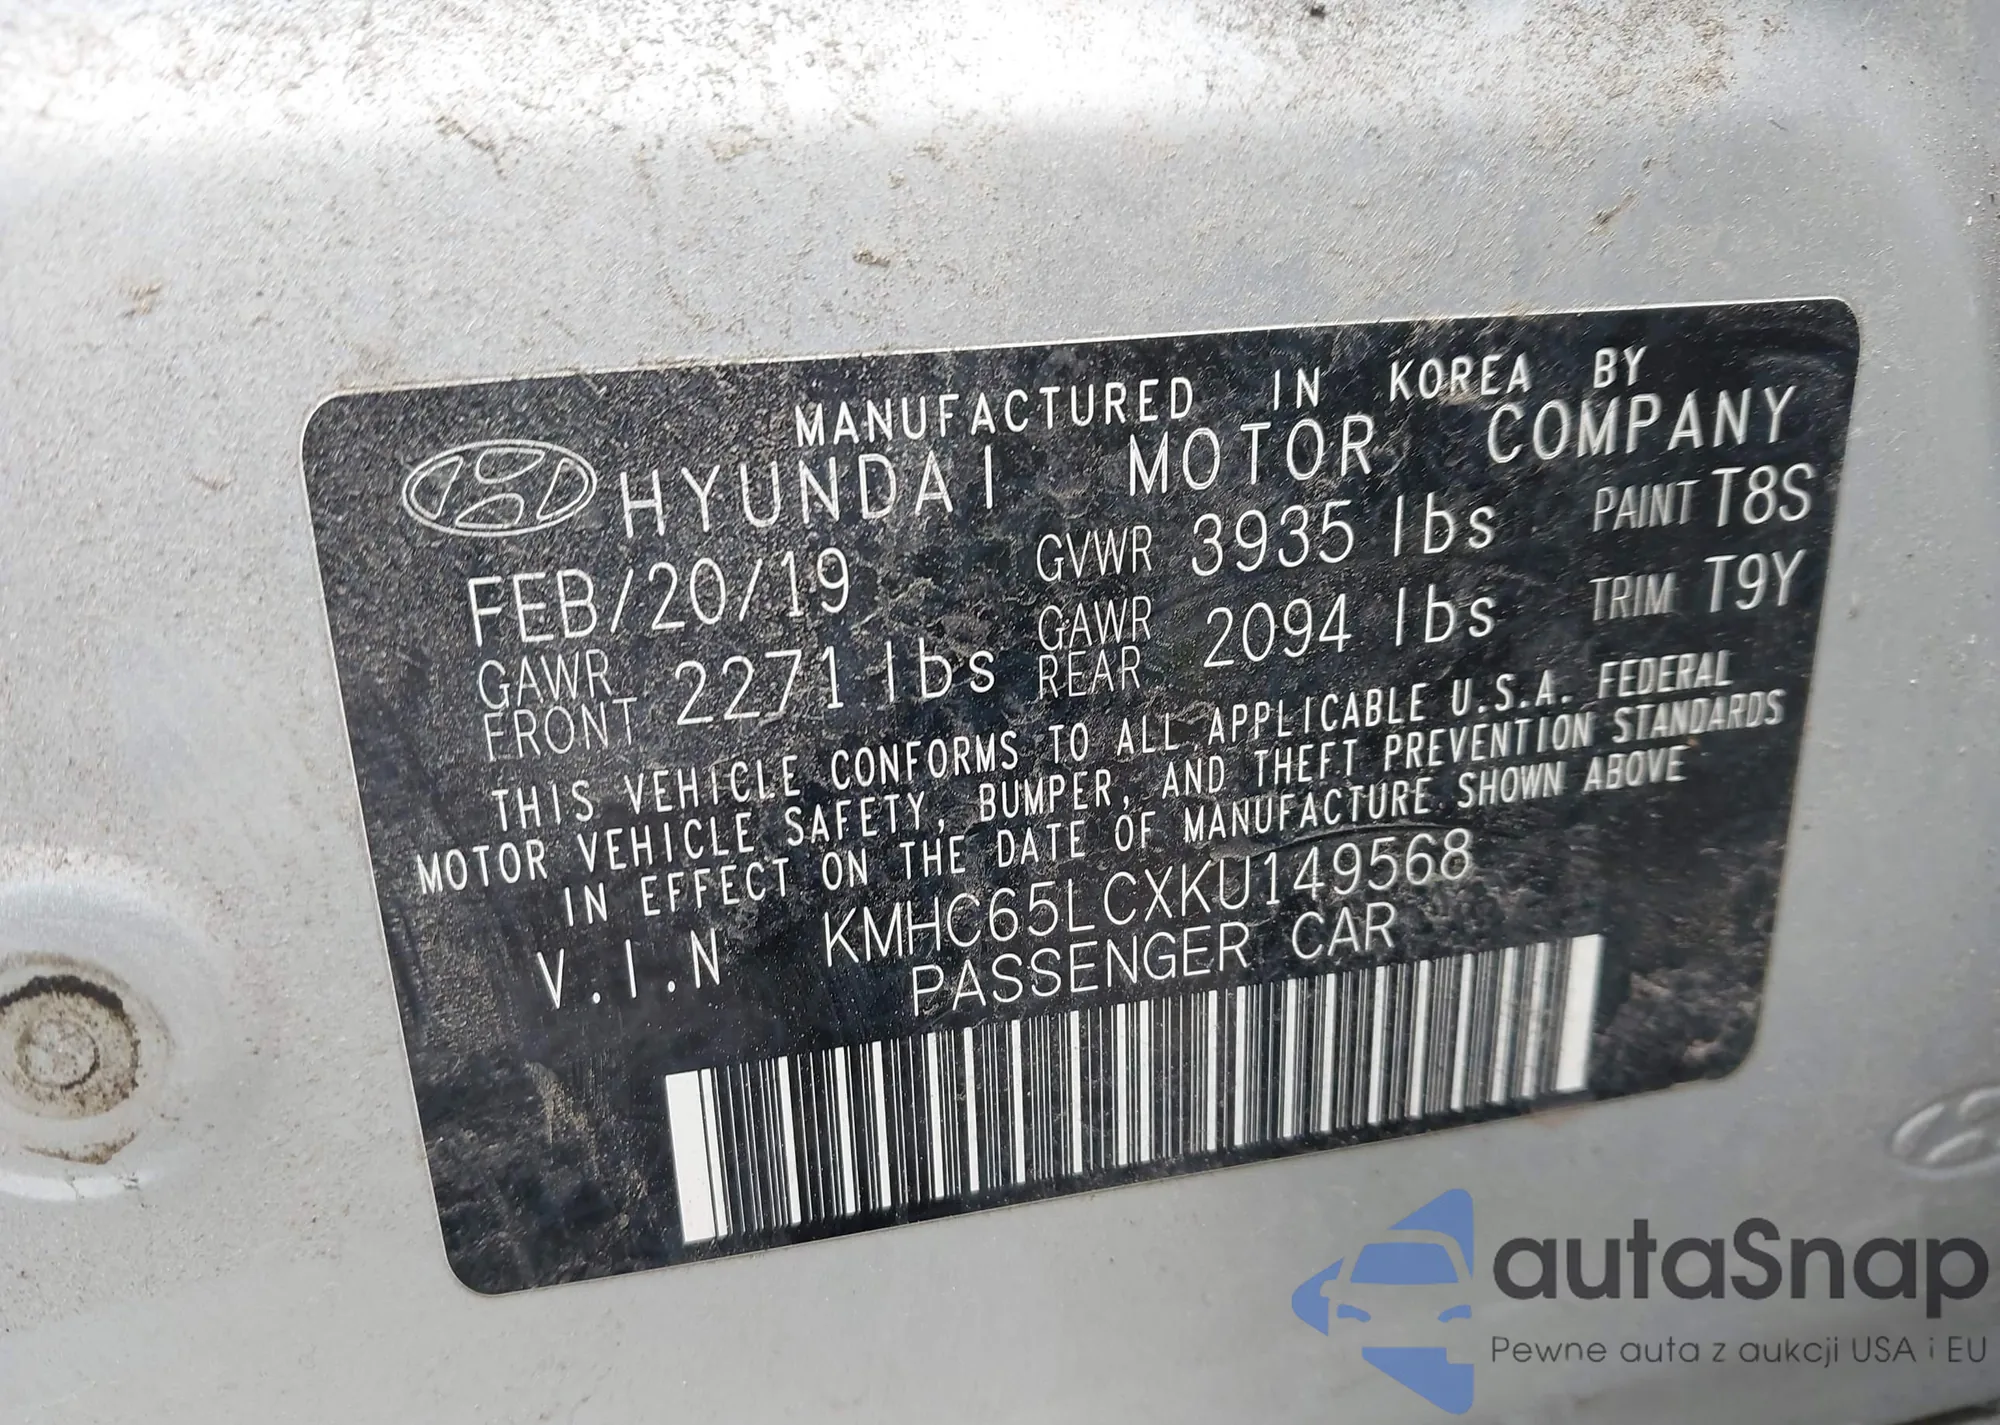 MANUFACTURED IN KOREA BY
HYUNDAI MOTOR COMPANY
FEB/20/19 GVWR 3935 lbs PAINT T8S
GAWR FRONT 2271 lbs GAWR REAR 2094 lbs TRIM T9Y
THIS VEHICLE CONFORMS TO ALL APPLICABLE U.S.A. FEDERAL
MOTOR VEHICLE SAFETY, BUMPER, AND THEFT PREVENTION STANDARDS
IN EFFECT ON THE DATE OF MANUFACTURE SHOWN ABOVE
V.I.N KMHC65LCXKU149568
PASSENGER CAR
autaSnap
Pewne auta z aukcji USA i EU